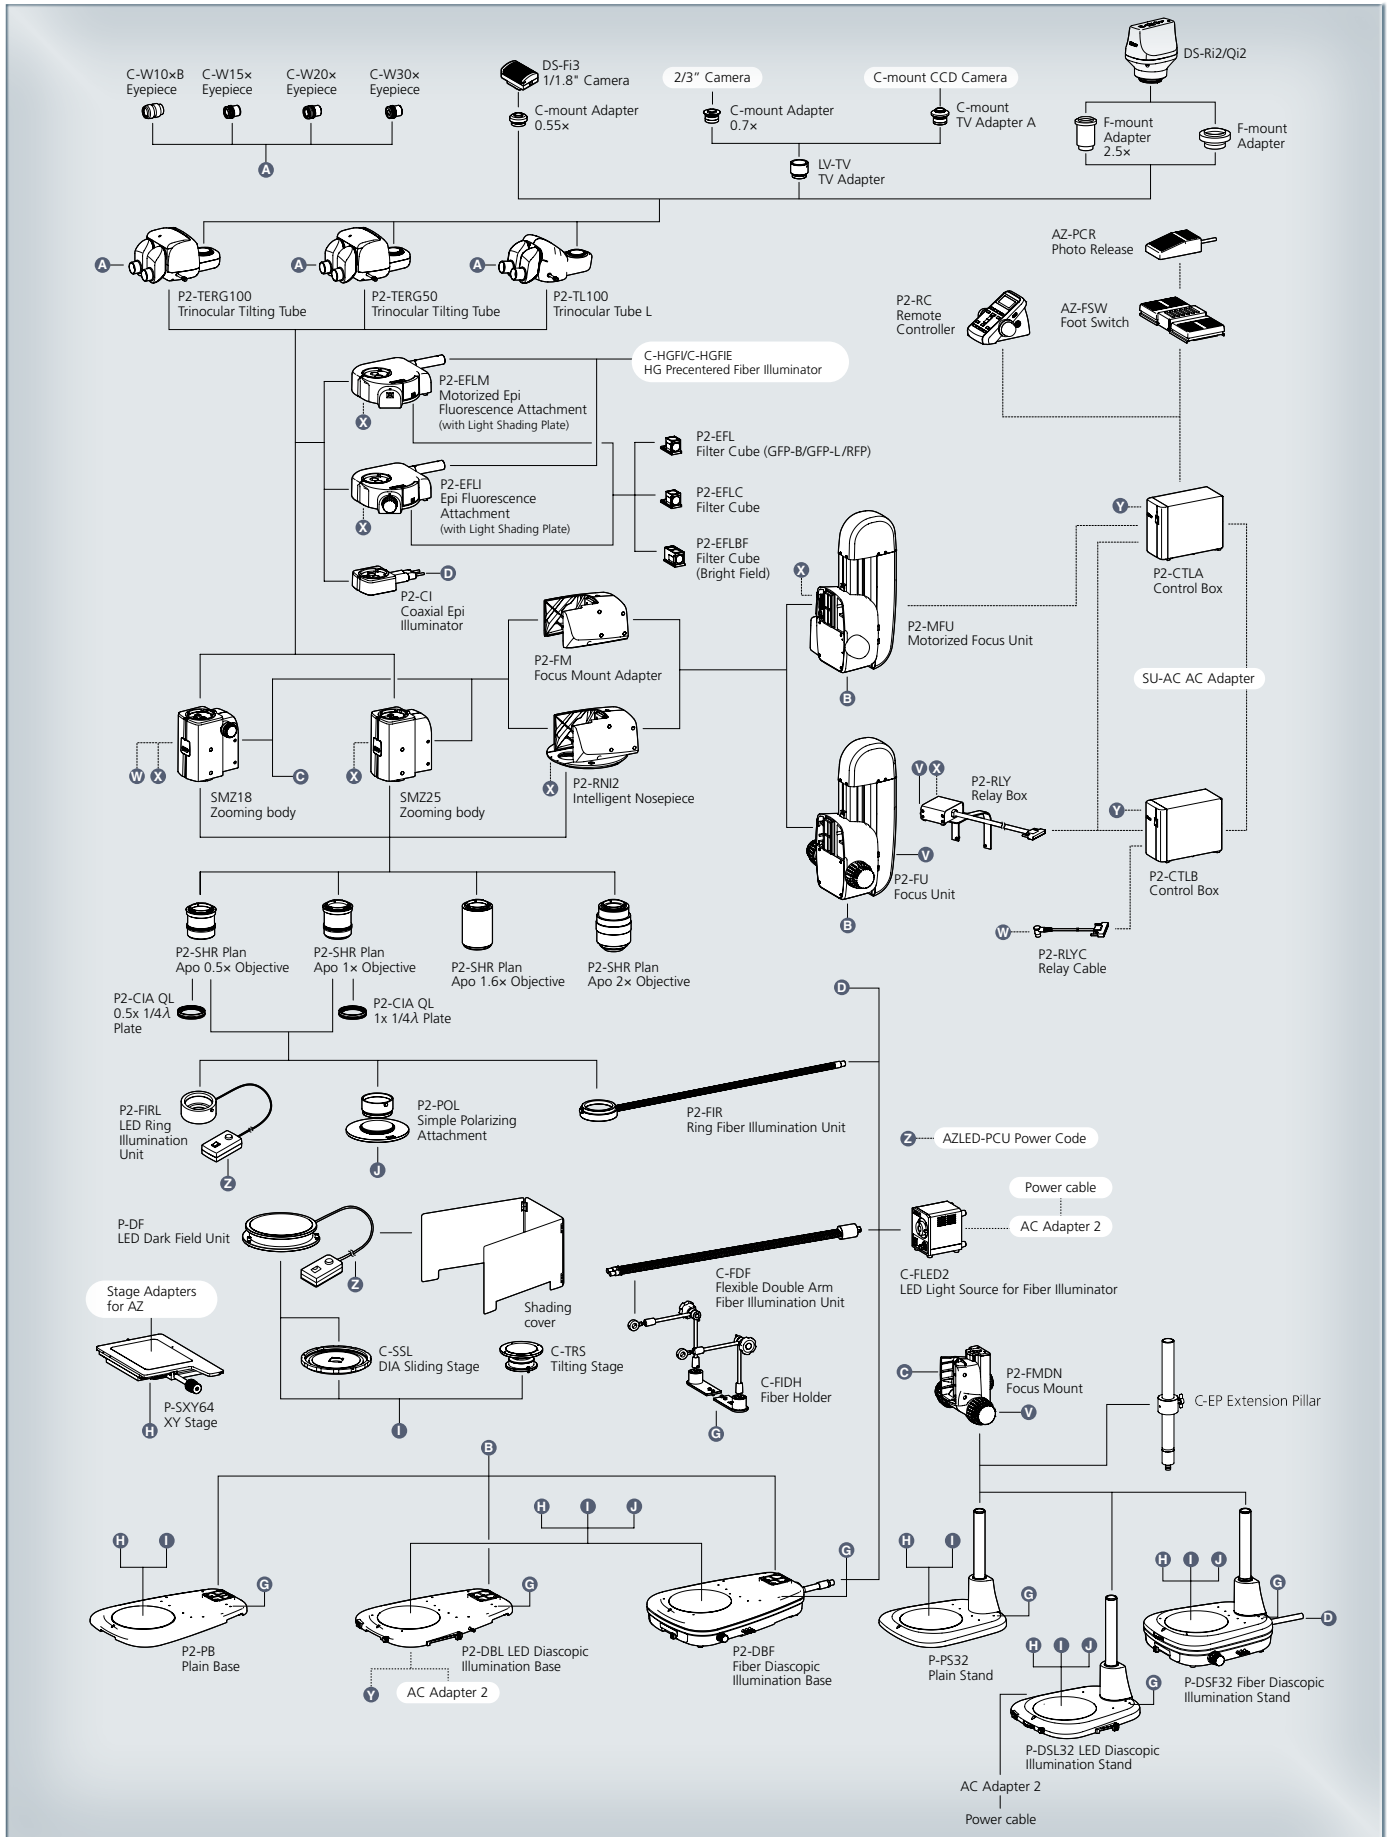 C-W10×B
Eyepiece
C-W15×
Eyepiece
C-W20×
Eyepiece
C-W30×
Eyepiece
A
DS-Fi3
1/1.8" Camera
C-mount Adapter
0.55×
2/3" Camera
C-mount Adapter
0.7×
C-mount CCD Camera
C-mount
TV Adapter A
LV-TV
TV Adapter
DS-Ri2/Qi2
F-mount
Adapter
2.5×
F-mount
Adapter
A
P2-TERG100
Trinocular Tilting Tube
A
P2-TERG50
Trinocular Tilting Tube
A
P2-TL100
Trinocular Tube L
AZ-PCR
Photo Release
P2-RC
Remote
Controller
AZ-FSW
Foot Switch
C-HGFI/C-HGFIE
HG Precentered Fiber Illuminator
P2-EFLM
Motorized Epi
Fluorescence Attachment
(with Light Shading Plate)
X
P2-EFLI
Epi Fluorescence
Attachment
(with Light Shading Plate)
X
P2-EFL
Filter Cube (GFP-B/GFP-L/RFP)
P2-EFLC
Filter Cube
P2-EFLBF
Filter Cube
(Bright Field)
D
P2-CI
Coaxial Epi
Illuminator
X
P2-MFU
Motorized Focus Unit
B
Y
P2-CTLA
Control Box
P2-FM
Focus Mount Adapter
SU-AC AC Adapter
W
X
C
SMZ18
Zooming body
X
SMZ25
Zooming body
X
P2-RNI2
Intelligent Nosepiece
V
X
P2-RLY
Relay Box
Y
P2-CTLB
Control Box
V
P2-FU
Focus Unit
B
W
P2-RLYC
Relay Cable
P2-SHR Plan
Apo 0.5× Objective
P2-SHR Plan
Apo 1× Objective
P2-SHR Plan
Apo 1.6× Objective
P2-SHR Plan
Apo 2× Objective
P2-CIA QL
0.5x 1/4λ
Plate
P2-CIA QL
1x 1/4λ Plate
D
P2-FIRL
LED Ring
Illumination
Unit
Z
P2-POL
Simple Polarizing
Attachment
J
P2-FIR
Ring Fiber Illumination Unit
Z
AZLED-PCU Power Code
Power cable
AC Adapter 2
C-FLED2
LED Light Source for Fiber Illuminator
P-DF
LED Dark Field Unit
Z
Shading
cover
C-FDF
Flexible Double Arm
Fiber Illumination Unit
Stage Adapters
for AZ
P-SXY64
XY Stage
H
C-SSL
DIA Sliding Stage
C-TRS
Tilting Stage
I
C-FIDH
Fiber Holder
G
C
P2-FMDN
Focus Mount
V
C-EP Extension Pillar
B
H
I
G
P2-PB
Plain Base
H
I
J
G
P2-DBL LED Diascopic
Illumination Base
Y
AC Adapter 2
G
P2-DBF
Fiber Diascopic
Illumination Base
H
I
G
P-PS32
Plain Stand
H
I
J
G
P-DSL32 LED Diascopic
Illumination Stand
AC Adapter 2
Power cable
H
I
J
G
D
P-DSF32 Fiber Diascopic
Illumination Stand